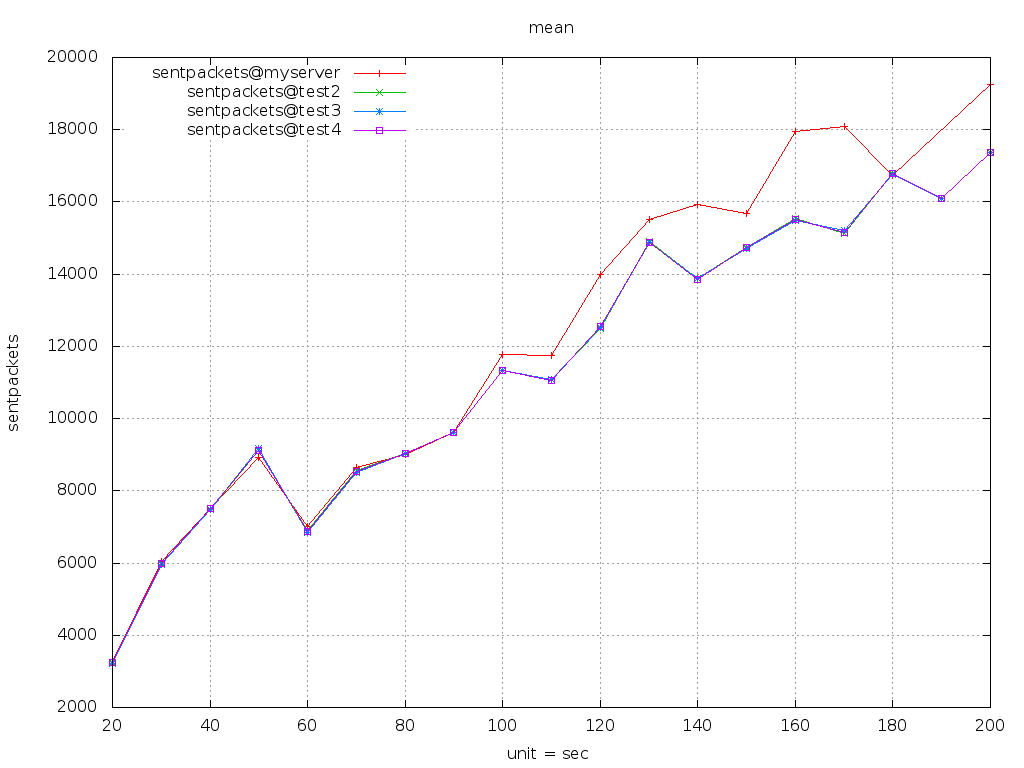 mean
20000
18000
16000
14000
12000
10000
8000
6000
4000
2000
sentpackets
sentpackets@myserver
sentpackets@test2
sentpackets@test3
sentpackets@test4
20 40 60 80 100 120 140 160 180 200
unit = sec